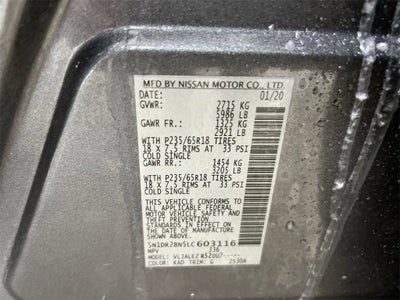 MFD BY NISSAN MOTOR CO., LTD.
DATE: 01/20
GVWR: 2715 KG
5986 LB
GAWR FR.: 1325 KG
2921 LB
WITH P235/65R18 TIRES
18 X 7.5 RIMS AT 33 PSI
COLD SINGLE
GAWR RR.: 1454 KG
3205 LB
WITH P235/65R18 TIRES
18 X 7.5 RIMS AT 33 PSI
COLD SINGLE
THIS VEHICLE CONFORMS
TO ALL APPLICABLE
FEDERAL MOTOR VEHICLE
SAFETY AND THEFT
PREVENTION STANDARDS
IN EFFECT ON THE DATE OF
MANUFACTURE SHOWN ABOVE.
5N1DR2BN5LC603116
MPV J36
MODEL:
COLOR: KAD TRIM: G